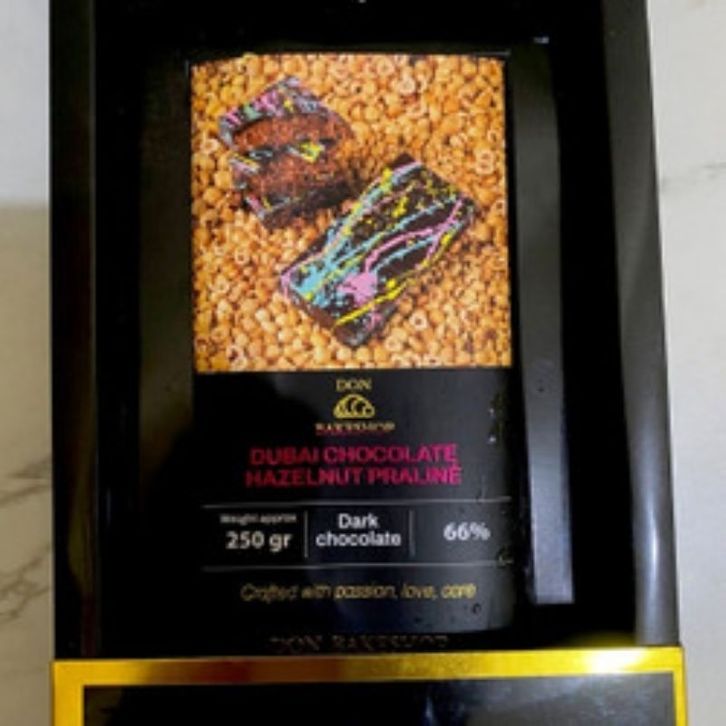 DON
BAKESHOP
DUBAI CHOCOLATE
HAZELNUT PRALINE
Weight approx
250 gr
Dark
chocolate
66%
Crafted with passion, love, care
DON BAKESHOP